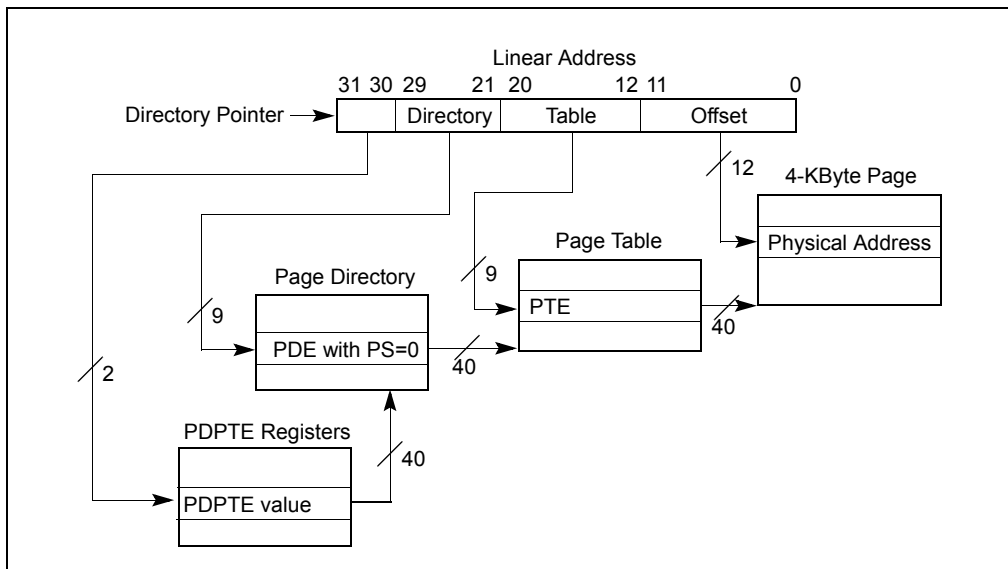 Linear Address
31 30 29 21 20 12 11 0
Directory Pointer Directory Table Offset
12
4-KByte Page
Physical Address
Page Table
9
PTE
40
Page Directory
9
PDE with PS=0
40
2
PDPTE Registers
40
PDPTE value